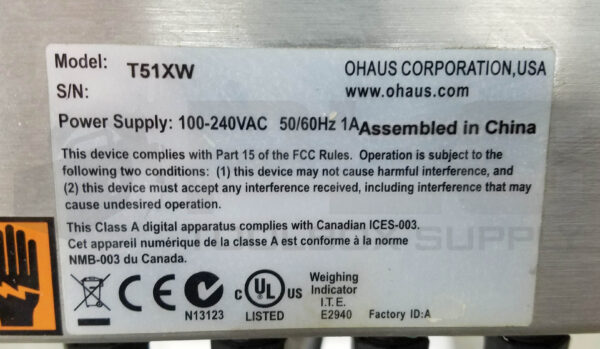 Model: T51XW OHAUS CORPORATION,USA
S/N: www.ohaus.com
Power Supply: 100-240VAC 50/60Hz 1A Assembled in China
This device complies with Part 15 of the FCC Rules. Operation is subject to the
following two conditions: (1) this device may not cause harmful interference, and
(2) this device must accept any interference received, including interference that may
cause undesired operation.
This Class A digital apparatus complies with Canadian ICES-003.
Cet appareil numérique de la classe A est conforme à la norme
NMB-003 du Canada.
SUPPLY
CE N13123 c UL US LISTED
Weighing
Indicator
I.T.E.
E2940 Factory ID:A